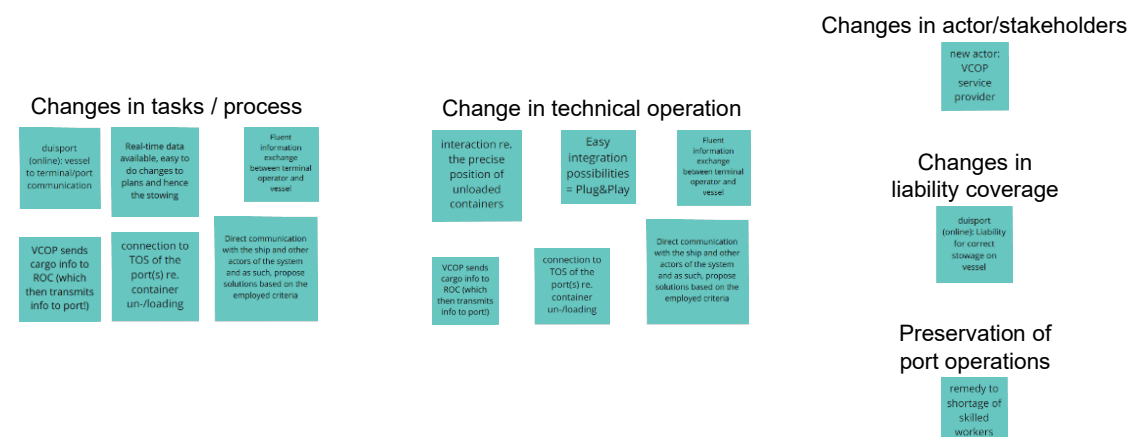 Changes in tasks / process
duisport
(online): vessel
to terminal/port
communication
Real-time data
available, easy to
do changes to
plans and hence
the stowing
Fluent
information
exchange
between terminal
operator and
vessel
VCOP sends
cargo info to
ROC (which
then transmits
info to port!)
connection to
TOS of the
port(s) re.
container
un-/loading
Direct communication
with the ship and other
actors of the system
and as such, propose
solutions based on the
employed criteria
Change in technical operation
interaction re.
the precise
position of
unloaded
containers
Easy
integration
possibilities
= Plug&Play
Fluent
information
exchange
between terminal
operator and
vessel
VCOP sends
cargo info to
ROC (which
then transmits
info to port!)
connection to
TOS of the
port(s) re.
container
un-/loading
Direct communication
with the ship and other
actors of the system
and as such, propose
solutions based on the
employed criteria
Changes in actor/stakeholders
new actor:
VCOP
service
provider
Changes in
liability coverage
duisport
(online): Liability
for correct
stowage on
vessel
Preservation of
port operations
remedy to
shortage of
skilled
workers